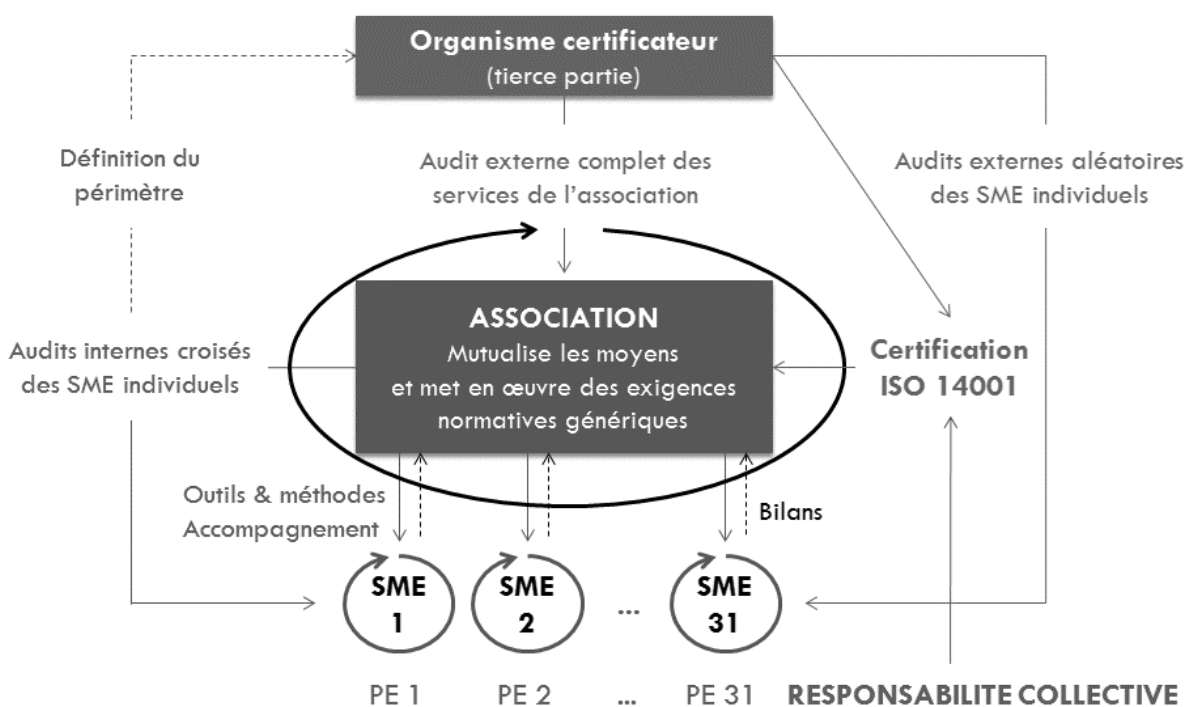 Organisme certificateur
(tierce partie)
Définition du
périmètre
Audit externe complet des
services de l'association
Audits externes aléatoires
des SME individuels
ASSOCIATION
Mutualise les moyens
et met en œuvre des exigences
normatives génériques
Audits internes croisés
des SME individuels
Certification
ISO 14001
Outils & méthodes
Accompagnement
Bilans
SME
1
SME
2
...
SME
31
PE 1
PE 2
...
PE 31
RESPONSABILITE COLLECTIVE